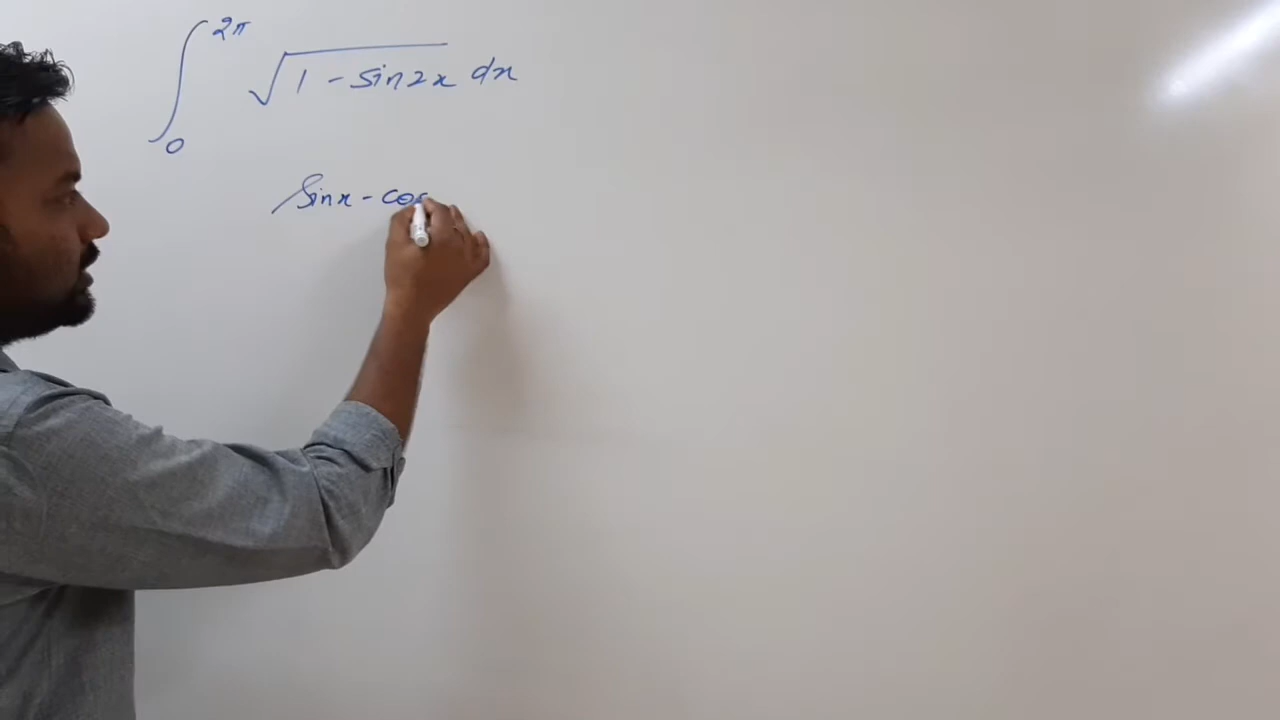 ∫₀^2π √(1 - sin2x) dx
sinx - cos